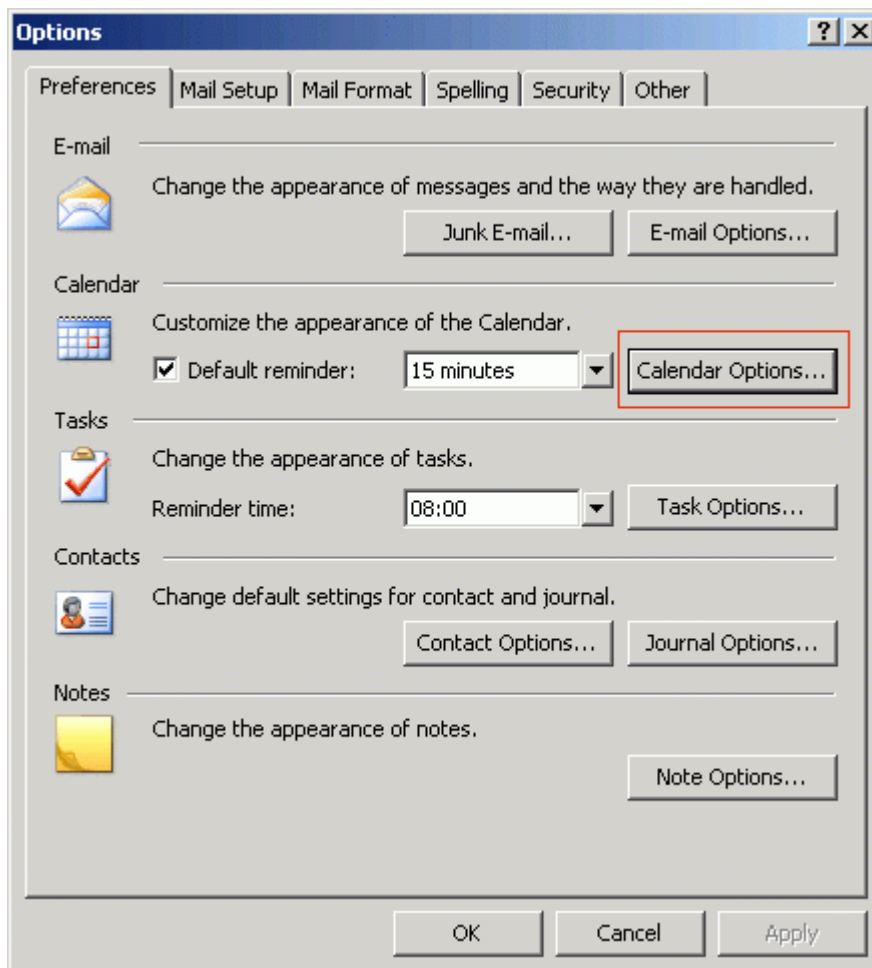 Options
Preferences Mail Setup Mail Format Spelling Security Other
E-mail
Change the appearance of messages and the way they are handled.
Junk E-mail... E-mail Options...
Calendar
Customize the appearance of the Calendar.
Default reminder: 15 minutes Calendar Options...
Tasks
Change the appearance of tasks.
Reminder time: 08:00 Task Options...
Contacts
Change default settings for contact and journal.
Contact Options... Journal Options...
Notes
Change the appearance of notes.
Note Options...
OK Cancel Apply